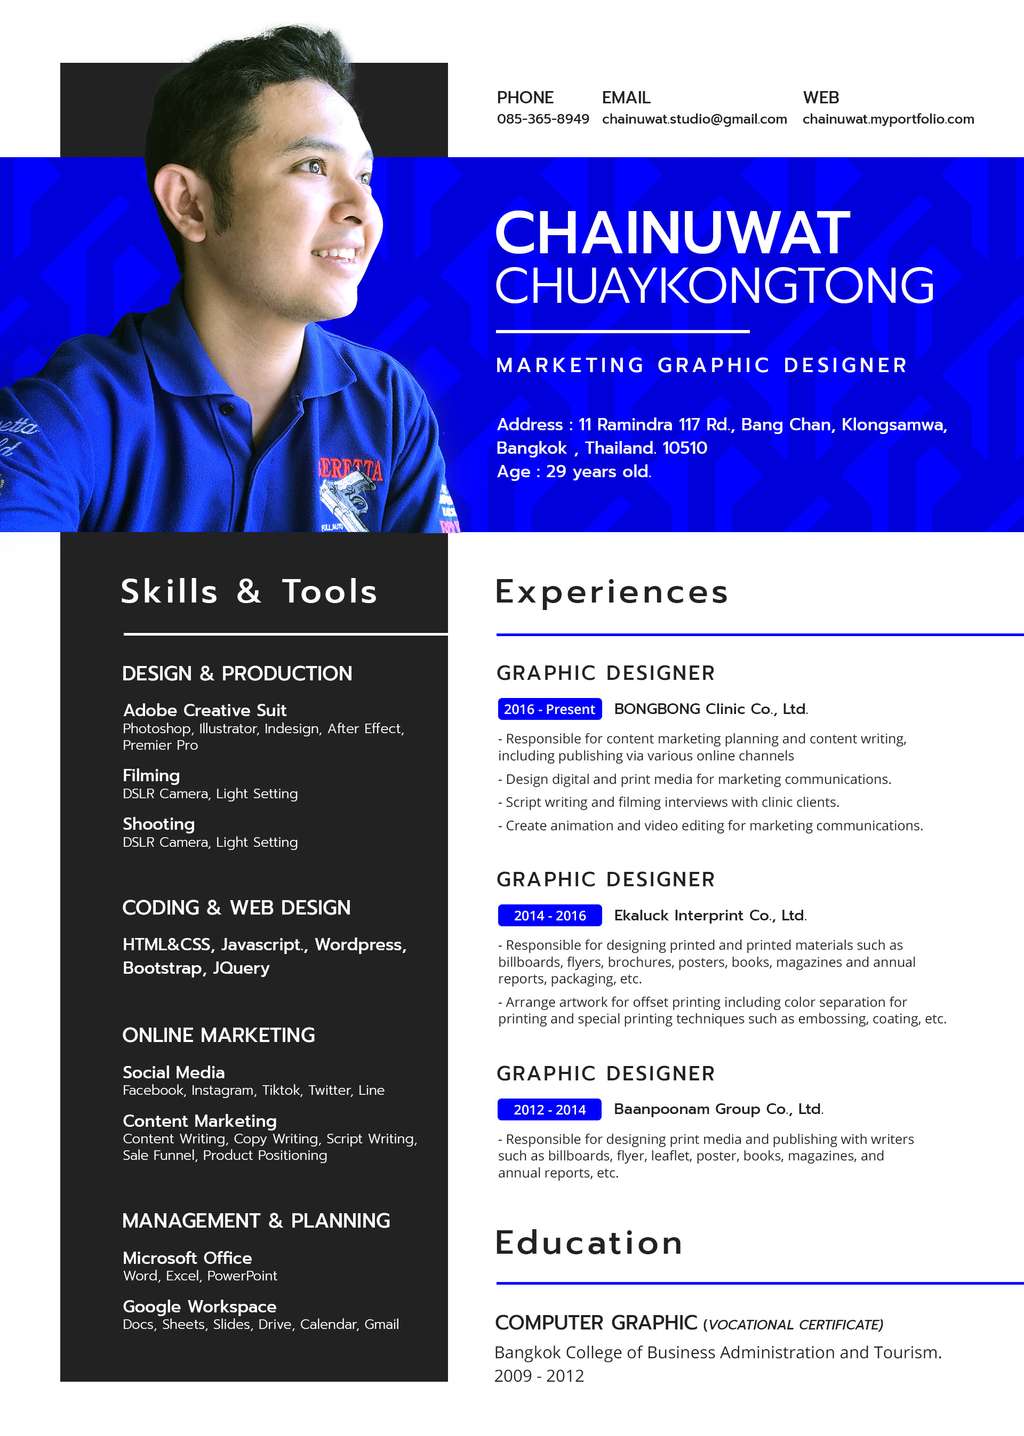 PHONE
085-365-8949
EMAIL
chainuwat.studio@gmail.com
WEB
chainuwat.myportfolio.com
CHAINUWAT
CHUAYKONGTONG
MARKETING GRAPHIC DESIGNER
Address : 11 Ramindra 117 Rd., Bang Chan, Klongsamwa,
Bangkok , Thailand. 10510
Age : 29 years old.
BERETTA
Skills & Tools
DESIGN & PRODUCTION
Adobe Creative Suit
Photoshop, Illustrator, Indesign, After Effect,
Premier Pro
Filming
DSLR Camera, Light Setting
Shooting
DSLR Camera, Light Setting
CODING & WEB DESIGN
HTML&CSS, Javascript., Wordpress,
Bootstrap, JQuery
ONLINE MARKETING
Social Media
Facebook, Instagram, Tiktok, Twitter, Line
Content Marketing
Content Writing, Copy Writing, Script Writing,
Sale Funnel, Product Positioning
MANAGEMENT & PLANNING
Microsoft Office
Word, Excel, PowerPoint
Google Workspace
Docs, Sheets, Slides, Drive, Calendar, Gmail
Experiences
GRAPHIC DESIGNER
2016 - Present BONGBONG Clinic Co., Ltd.
- Responsible for content marketing planning and content writing,
including publishing via various online channels
- Design digital and print media for marketing communications.
- Script writing and filming interviews with clinic clients.
- Create animation and video editing for marketing communications.
GRAPHIC DESIGNER
2014 - 2016 Ekaluck Interprint Co., Ltd.
- Responsible for designing printed and printed materials such as
billboards, flyers, brochures, posters, books, magazines and annual
reports, packaging, etc.
- Arrange artwork for offset printing including color separation for
printing and special printing techniques such as embossing, coating, etc.
GRAPHIC DESIGNER
2012 - 2014 Baanpoonam Group Co., Ltd.
- Responsible for designing print media and publishing with writers
such as billboards, flyer, leaflet, poster, books, magazines, and
annual reports, etc.
Education
COMPUTER GRAPHIC (VOCATIONAL CERTIFICATE)
Bangkok College of Business Administration and Tourism.
2009 - 2012